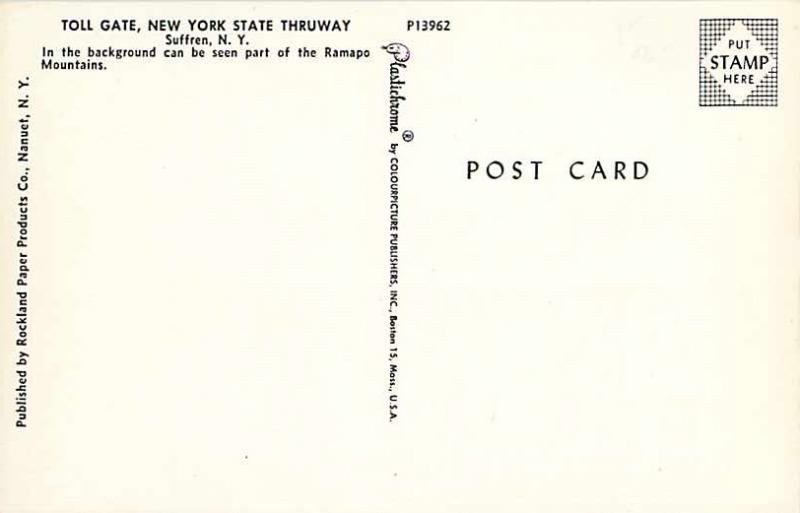 TOLL GATE, NEW YORK STATE THRUWAY
Suffren, N. Y.
In the background can be seen part of the Ramapo
Mountains.
P13962
Published by Rockland Paper Products Co., Nanuet, N. Y.
Plastichrome ® by COLOURPICTURE PUBLISHERS, INC., Boston 15, Mass., U.S.A.
PUT
STAMP
HERE
POST CARD